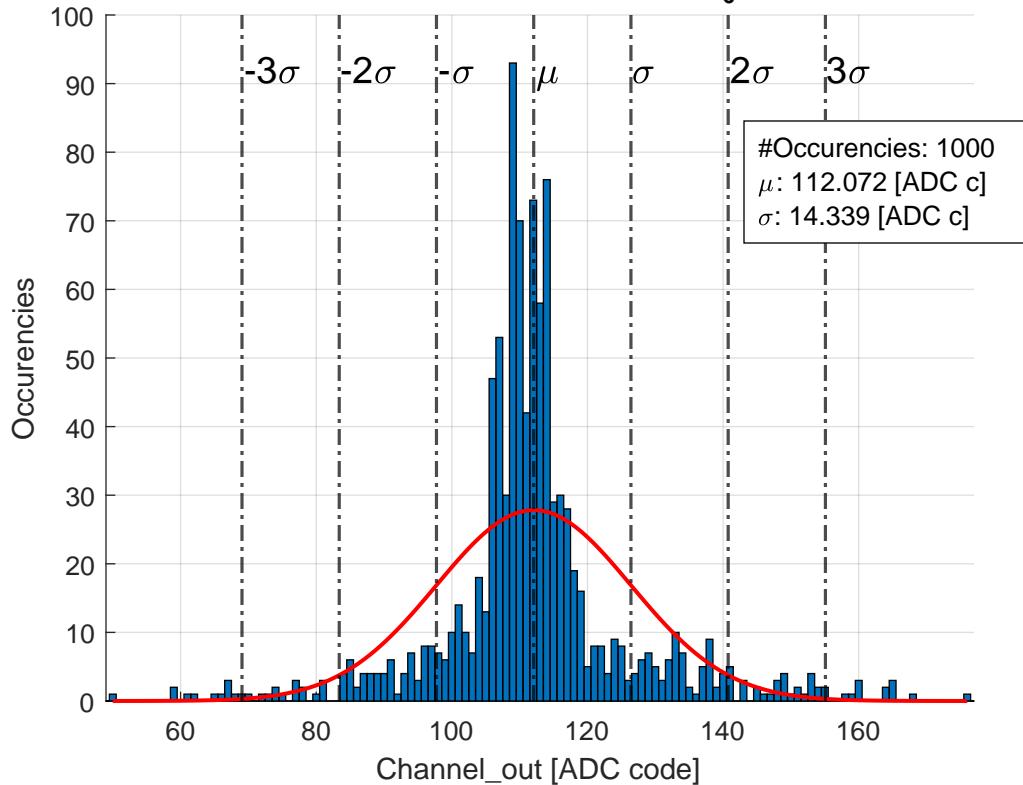 100
90
80
70
60
50
40
30
20
10
0
Occurencies
-3σ -2σ -σ μ σ 2σ 3σ
#Occurencies: 1000
μ: 112.072 [ADC c]
σ: 14.339 [ADC c]
60 80 100 120 140 160
Channel_out [ADC code]